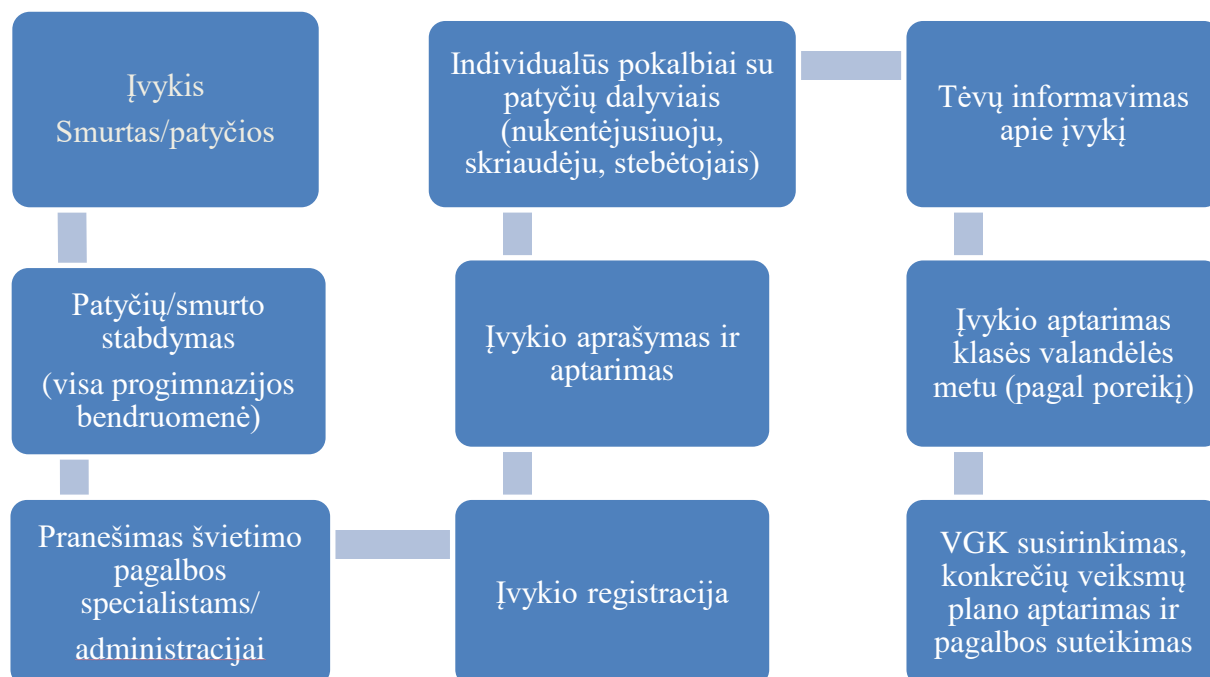 Įvykis
Smurtas/patyčios
Patyčių/smurto
stabdymas
(visa progimnazijos
bendruomenė)
Pranešimas švietimo
pagalbos
specialistams/
administracijai
Įvykio registracija
Įvykio aprašymas ir
aptarimas
Individualūs pokalbiai su
patyčių dalyviais
(nukentėjusiuoju,
skriaudėju, stebėtojais)
Tėvų informavimas
apie įvykį
Įvykio aptarimas
klasės valandėlės
metu (pagal poreikį)
VGK susirinkimas,
konkrečių veiksmų
plano aptarimas ir
pagalbos suteikimas